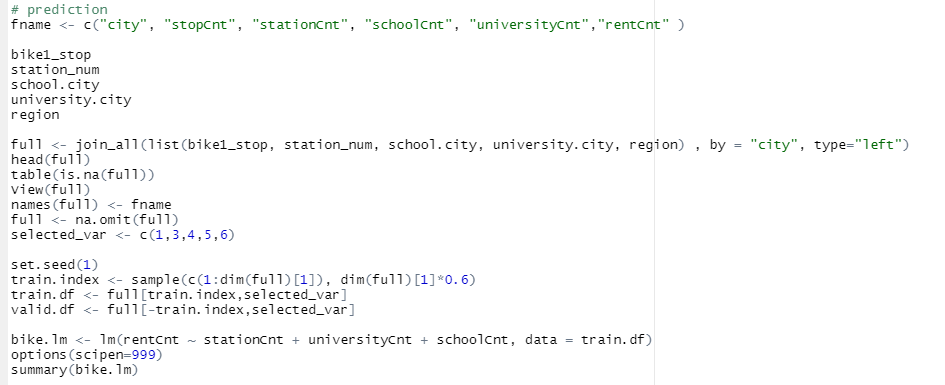 # prediction
fname <- c("city", "stopCnt", "stationCnt", "schoolCnt", "universityCnt","rentCnt" )
bike1_stop
station_num
school.city
university.city
region
full <- join_all(list(bike1_stop, station_num, school.city, university.city, region) , by = "city", type="left")
head(full)
table(is.na(full))
View(full)
names(full) <- fname
full <- na.omit(full)
selected_var <- c(1,3,4,5,6)
set.seed(1)
train.index <- sample(c(1:dim(full)[1]), dim(full)[1]*0.6)
train.df <- full[train.index,selected_var]
valid.df <- full[-train.index,selected_var]
bike.lm <- lm(rentCnt ~ stationCnt + universityCnt + schoolCnt, data = train.df)
options(scipen=999)
summary(bike.lm)